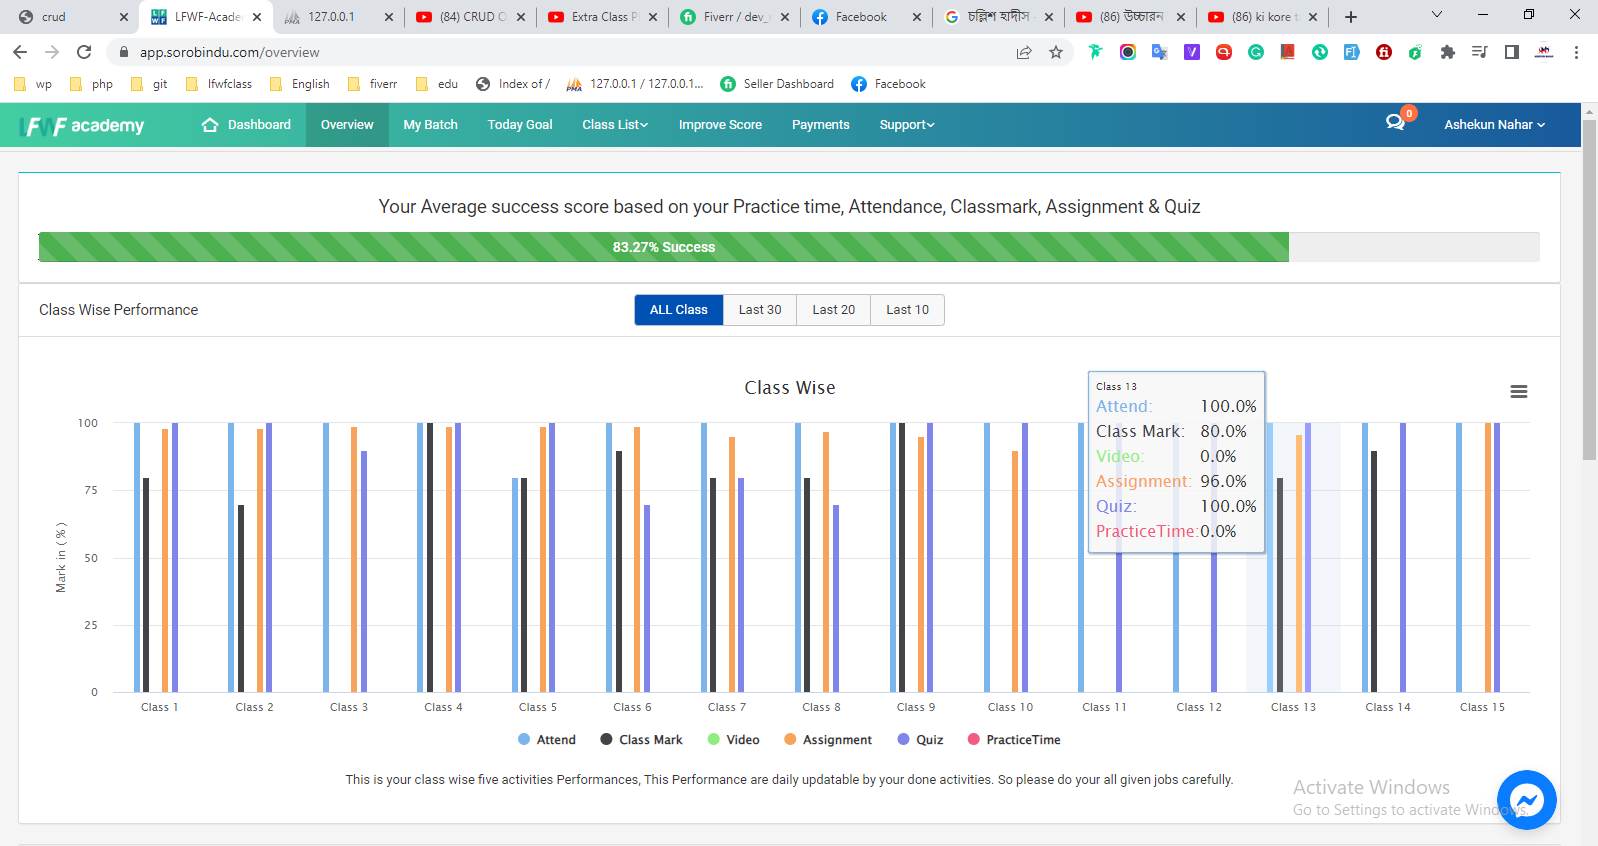 crud
LFWF-Acade
127.0.0.1
(84) CRUD O
Extra Class P
Fiverr / dev_
Facebook
চল্লিশ হাদীস
(86) উচ্চারন
(86) ki kore t
app.sorobindu.com/overview
wp
php
git
lfwfclass
English
fiverr
edu
Index of /
127.0.0.1 / 127.0.0.1...
Seller Dashboard
Facebook
LFWF academy
Dashboard
Overview
My Batch
Today Goal
Class List
Improve Score
Payments
Support
0
Ashekun Nahar
Your Average success score based on your Practice time, Attendance, Classmark, Assignment & Quiz
83.27% Success
Class Wise Performance
ALL Class
Last 30
Last 20
Last 10
Class Wise
Class 13
Attend: 100.0%
Class Mark: 80.0%
Video: 0.0%
Assignment: 96.0%
Quiz: 100.0%
PracticeTime: 0.0%
Mark in ( % )
100
75
50
25
0
Class 1
Class 2
Class 3
Class 4
Class 5
Class 6
Class 7
Class 8
Class 9
Class 10
Class 11
Class 12
Class 13
Class 14
Class 15
Attend
Class Mark
Video
Assignment
Quiz
PracticeTime
This is your class wise five activities Performances, This Performance are daily updatable by your done activities. So please do your all given jobs carefully.
Activate Windows
Go to Settings to activate Windows.